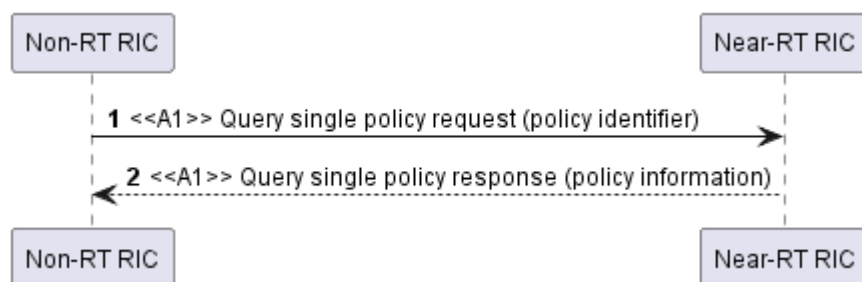 Non-RT RIC Near-RT RIC
1 <<A1>> Query single policy request (policy identifier)
2 <<A1>> Query single policy response (policy information)
Non-RT RIC Near-RT RIC